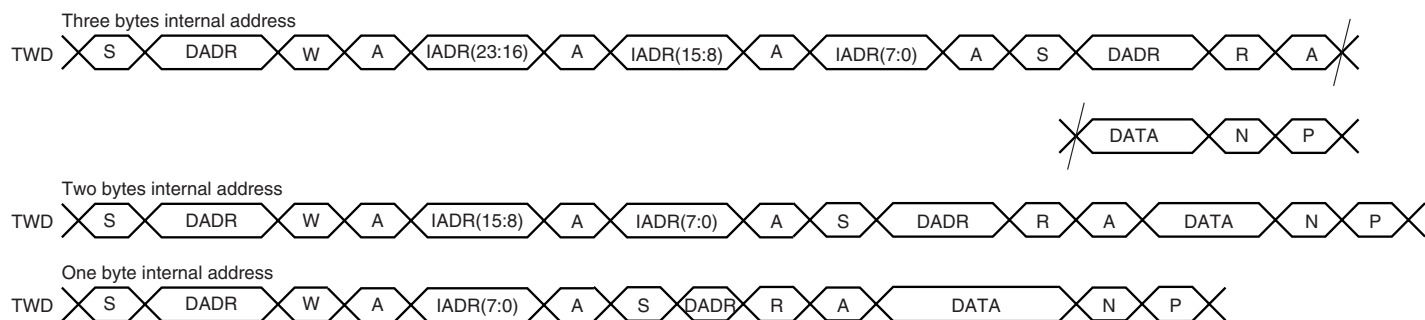 Three bytes internal address
TWD S DADR W A IADR(23:16) A IADR(15:8) A IADR(7:0) A S DADR R A
DATA N P
Two bytes internal address
TWD S DADR W A IADR(15:8) A IADR(7:0) A S DADR R A DATA N P
One byte internal address
TWD S DADR W A IADR(7:0) A S DADR R A DATA N P